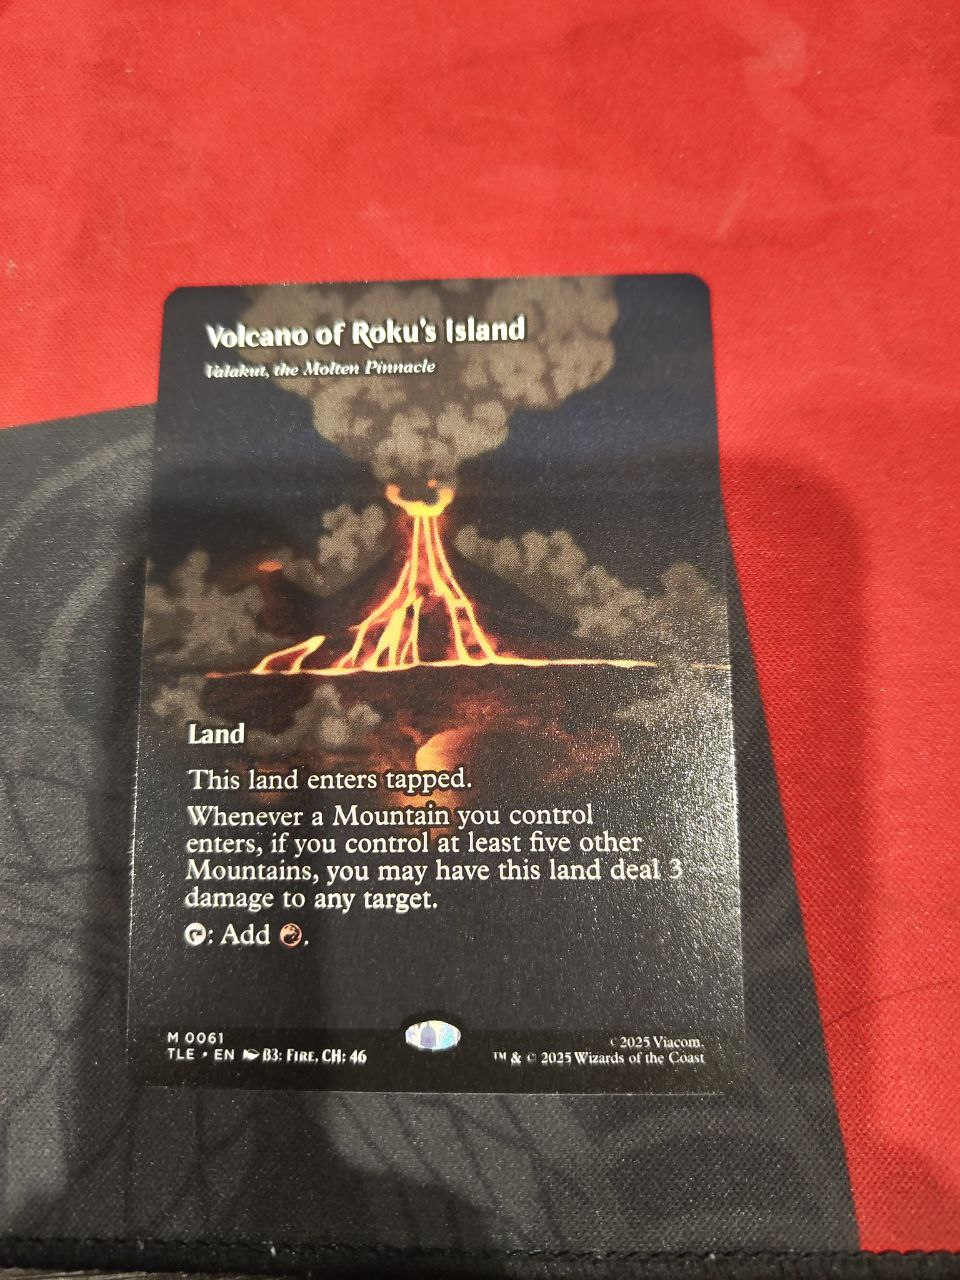 Volcano of Roku's Island
Valakut, the Molten Pinnacle
Land
This land enters tapped.
Whenever a Mountain you control
enters, if you control at least five other
Mountains, you may have this land deal 3
damage to any target.
: Add .
M 0061
TLE • EN B3: FIRE, CH: 46
© 2025 Viacom.
™ & © 2025 Wizards of the Coast